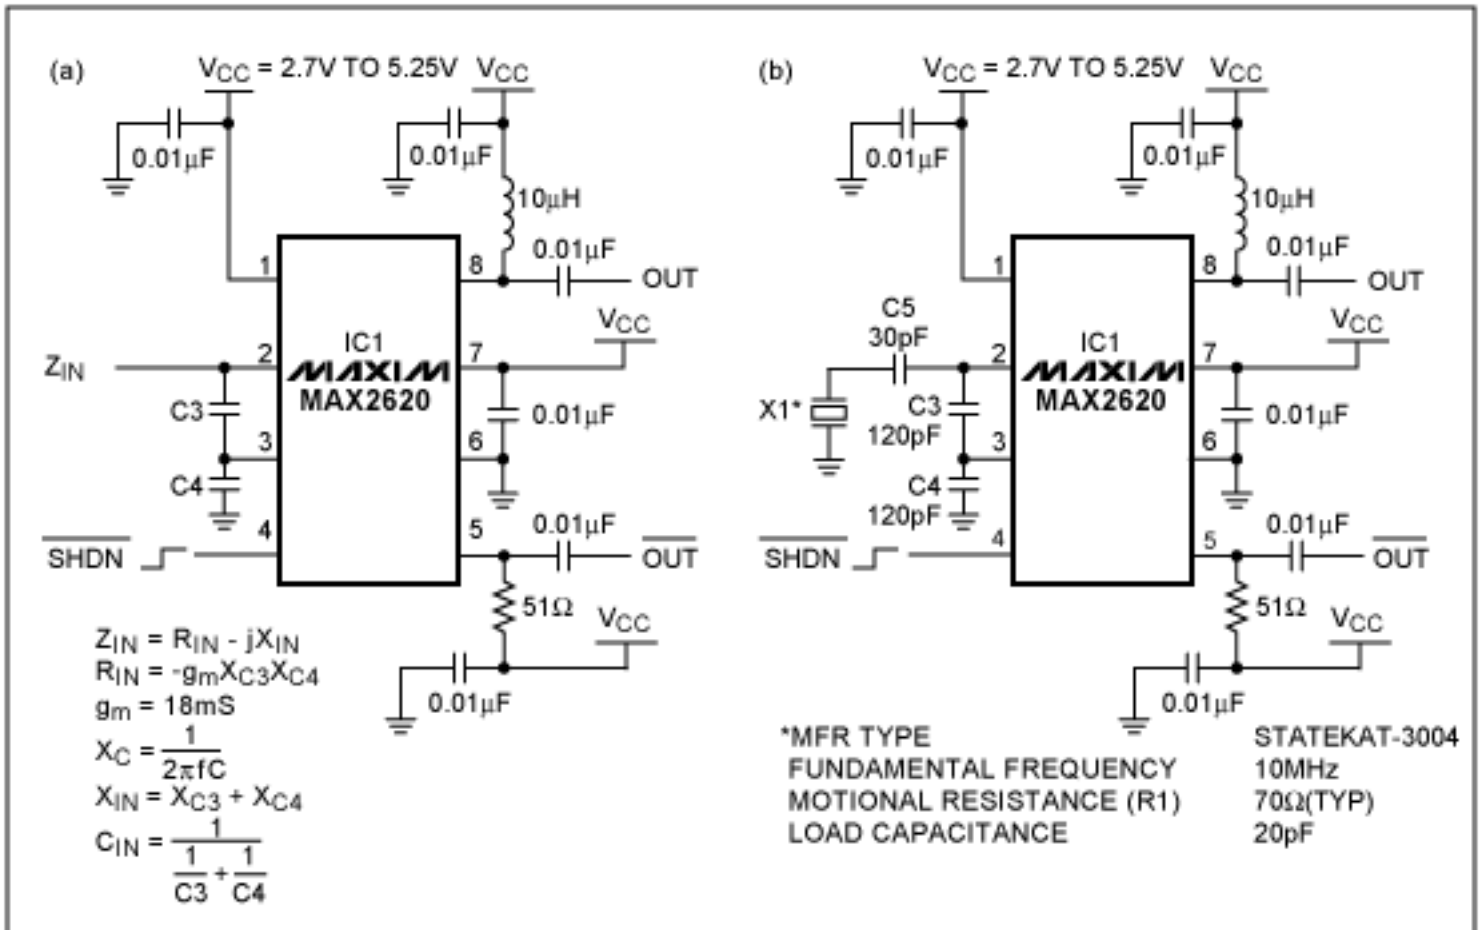 (a)
VCC = 2.7V TO 5.25V
VCC
0.01µF
0.01µF
10µH
1
8
0.01µF
OUT
VCC
ZIN
2
IC1
7
MAXIM
MAX2620
C3
0.01µF
3
6
C4
4
5
0.01µF
SHDN
OUT
51Ω
VCC
0.01µF
ZIN = RIN - jXIN
RIN = -gmXC3XC4
gm = 18mS
XC = 1
2πfC
XIN = XC3 + XC4
CIN = 1
1 + 1
C3 C4
(b)
VCC = 2.7V TO 5.25V
VCC
0.01µF
0.01µF
10µH
1
8
0.01µF
OUT
C5
30pF
VCC
2
IC1
7
MAXIM
MAX2620
X1*
C3
120pF
0.01µF
3
6
C4
120pF
4
5
0.01µF
SHDN
OUT
51Ω
VCC
0.01µF
*MFR TYPE STATEKAT-3004
FUNDAMENTAL FREQUENCY 10MHz
MOTIONAL RESISTANCE (R1) 70Ω(TYP)
LOAD CAPACITANCE 20pF